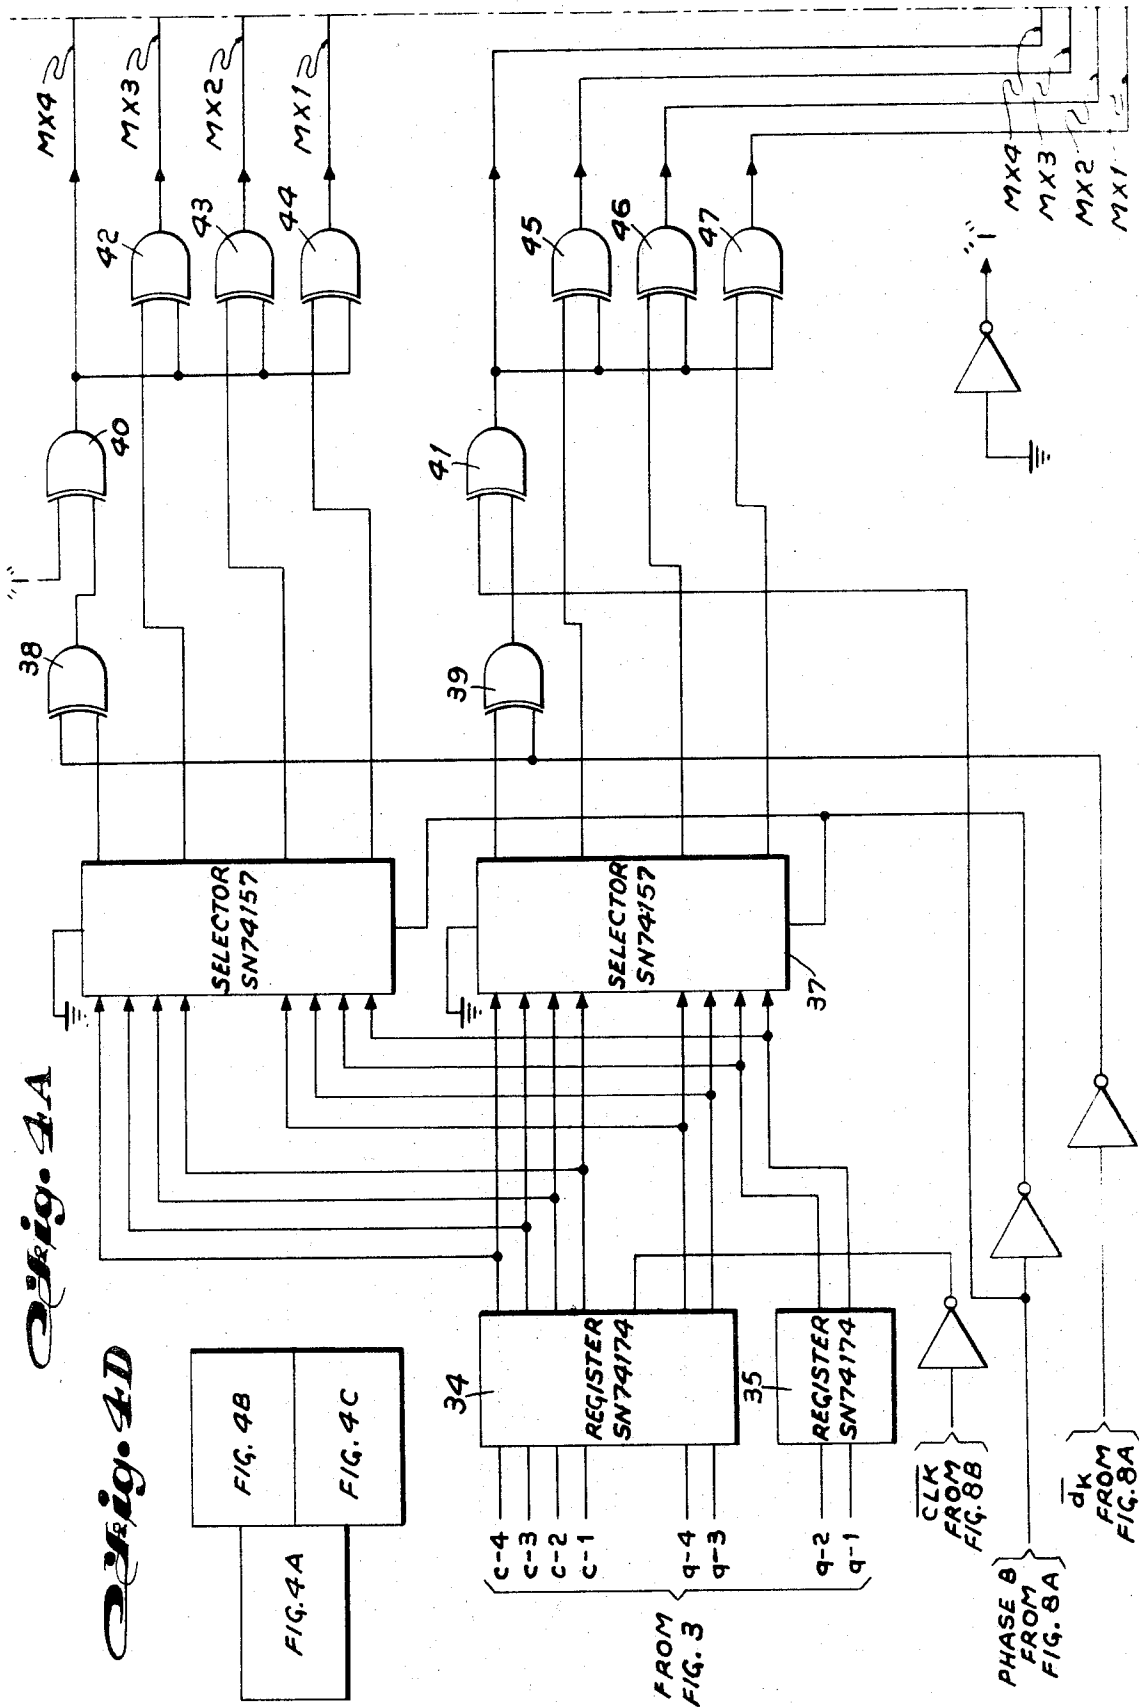 Fig. 4A
Fig. 4D
FIG. 4A
FIG. 4B
FIG. 4C
MX4
MX3
MX2
MX1
"1"
38
40
42
43
44
SELECTOR
SN74157
SELECTOR
SN74157
37
39
41
45
46
47
MX4
MX3
MX2
MX1
"1"
34
REGISTER
SN74174
35
REGISTER
SN74174
c-4
c-3
c-2
c-1
q-4
q-3
q-2
q-1
FROM
FIG. 3
CLK
FROM
FIG. 8B
PHASE B
FROM
FIG. 8A
dK
FROM
FIG. 8A